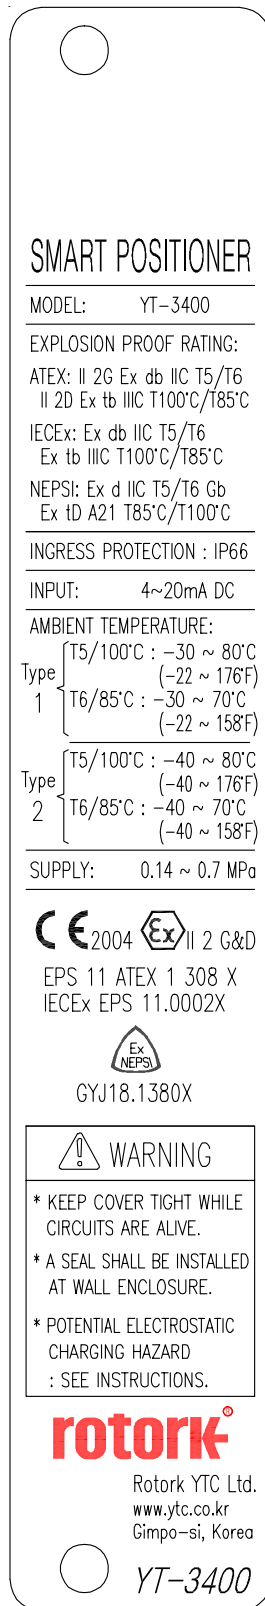 SMART POSITIONER
MODEL: YT-3400
EXPLOSION PROOF RATING:
ATEX: II 2G Ex db IIC T5/T6
II 2D Ex tb IIIC T100°C/T85°C
IECEx: Ex db IIC T5/T6
Ex tb IIIC T100°C/T85°C
NEPSI: Ex d IIC T5/T6 Gb
Ex tD A21 T85°C/T100°C
INGRESS PROTECTION : IP66
INPUT: 4~20mA DC
AMBIENT TEMPERATURE:
Type 1
T5/100°C : -30 ~ 80°C
(-22 ~ 176°F)
T6/85°C : -30 ~ 70°C
(-22 ~ 158°F)
Type 2
T5/100°C : -40 ~ 80°C
(-40 ~ 176°F)
T6/85°C : -40 ~ 70°C
(-40 ~ 158°F)
SUPPLY: 0.14 ~ 0.7 MPa
CE 2004 Ex II 2 G&D
EPS 11 ATEX 1 308 X
IECEx EPS 11.0002X
Ex
NEPSI
GYJ18.1380X
WARNING
* KEEP COVER TIGHT WHILE
CIRCUITS ARE ALIVE.
* A SEAL SHALL BE INSTALLED
AT WALL ENCLOSURE.
* POTENTIAL ELECTROSTATIC
CHARGING HAZARD
: SEE INSTRUCTIONS.
rotork®
Rotork YTC Ltd.
www.ytc.co.kr
Gimpo-si, Korea
YT-3400